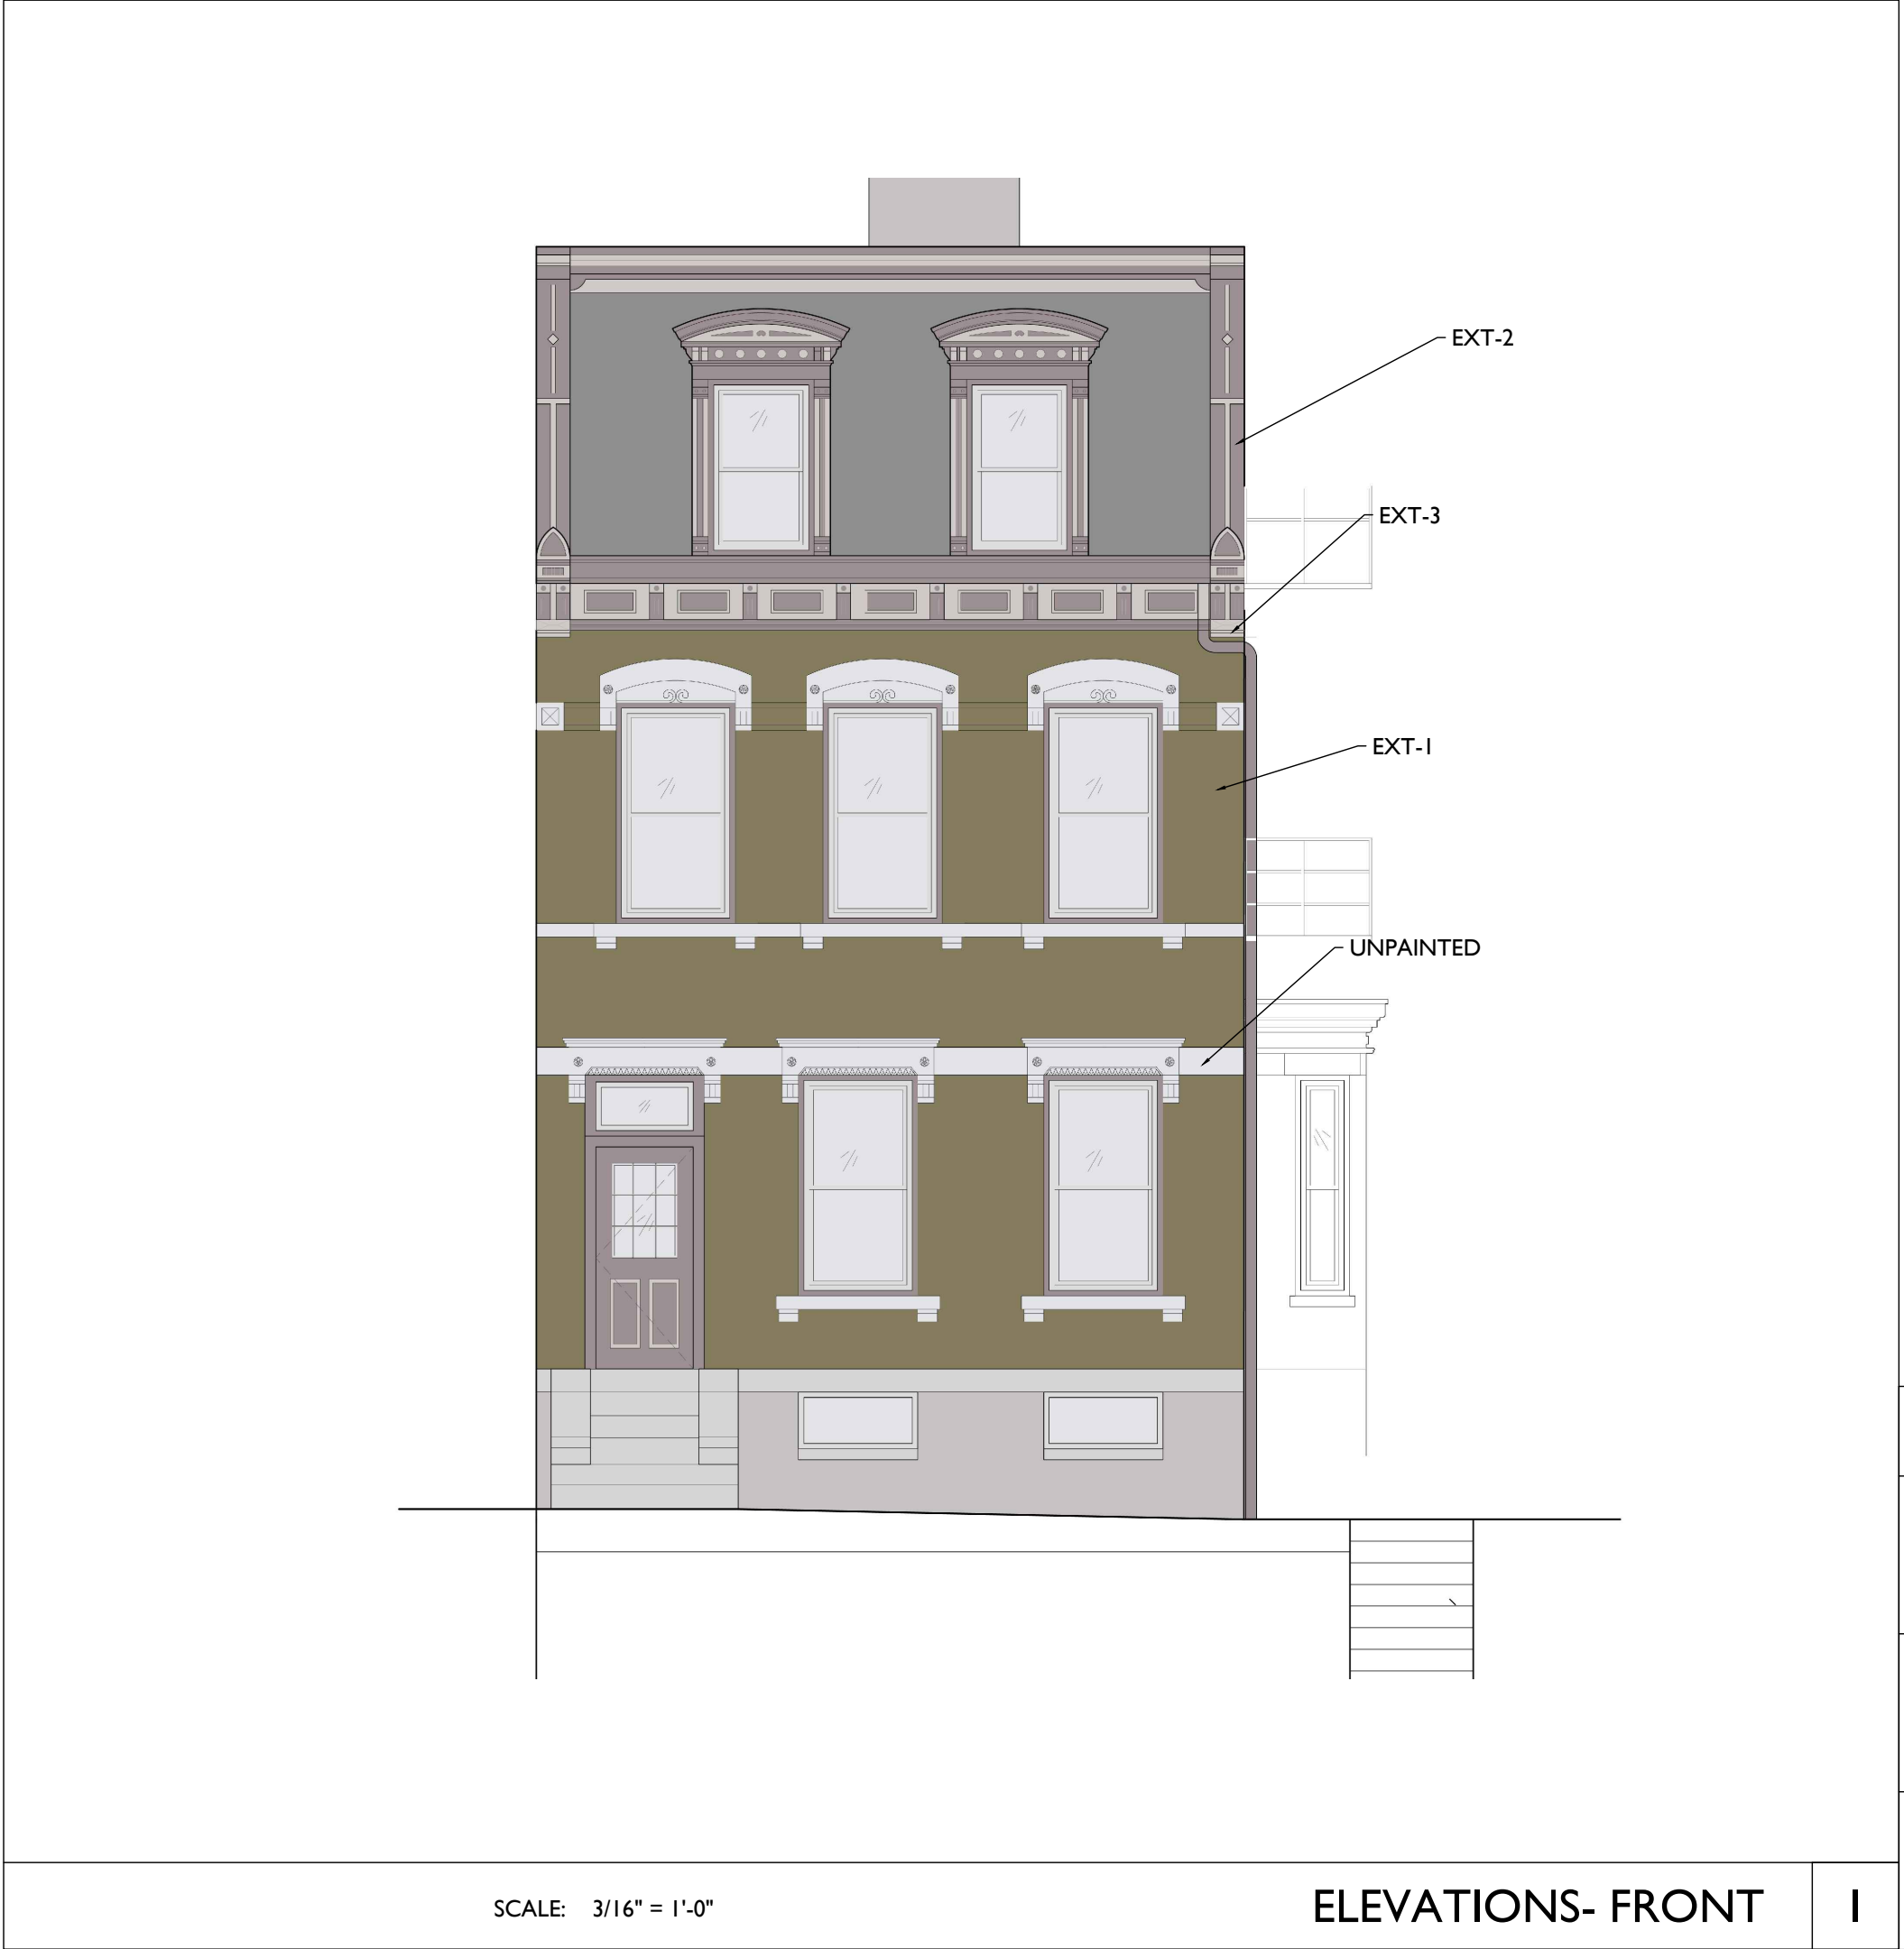 EXT-2
EXT-3
EXT-1
UNPAINTED
SCALE: 3/16" = 1'-0"
ELEVATIONS- FRONT
1